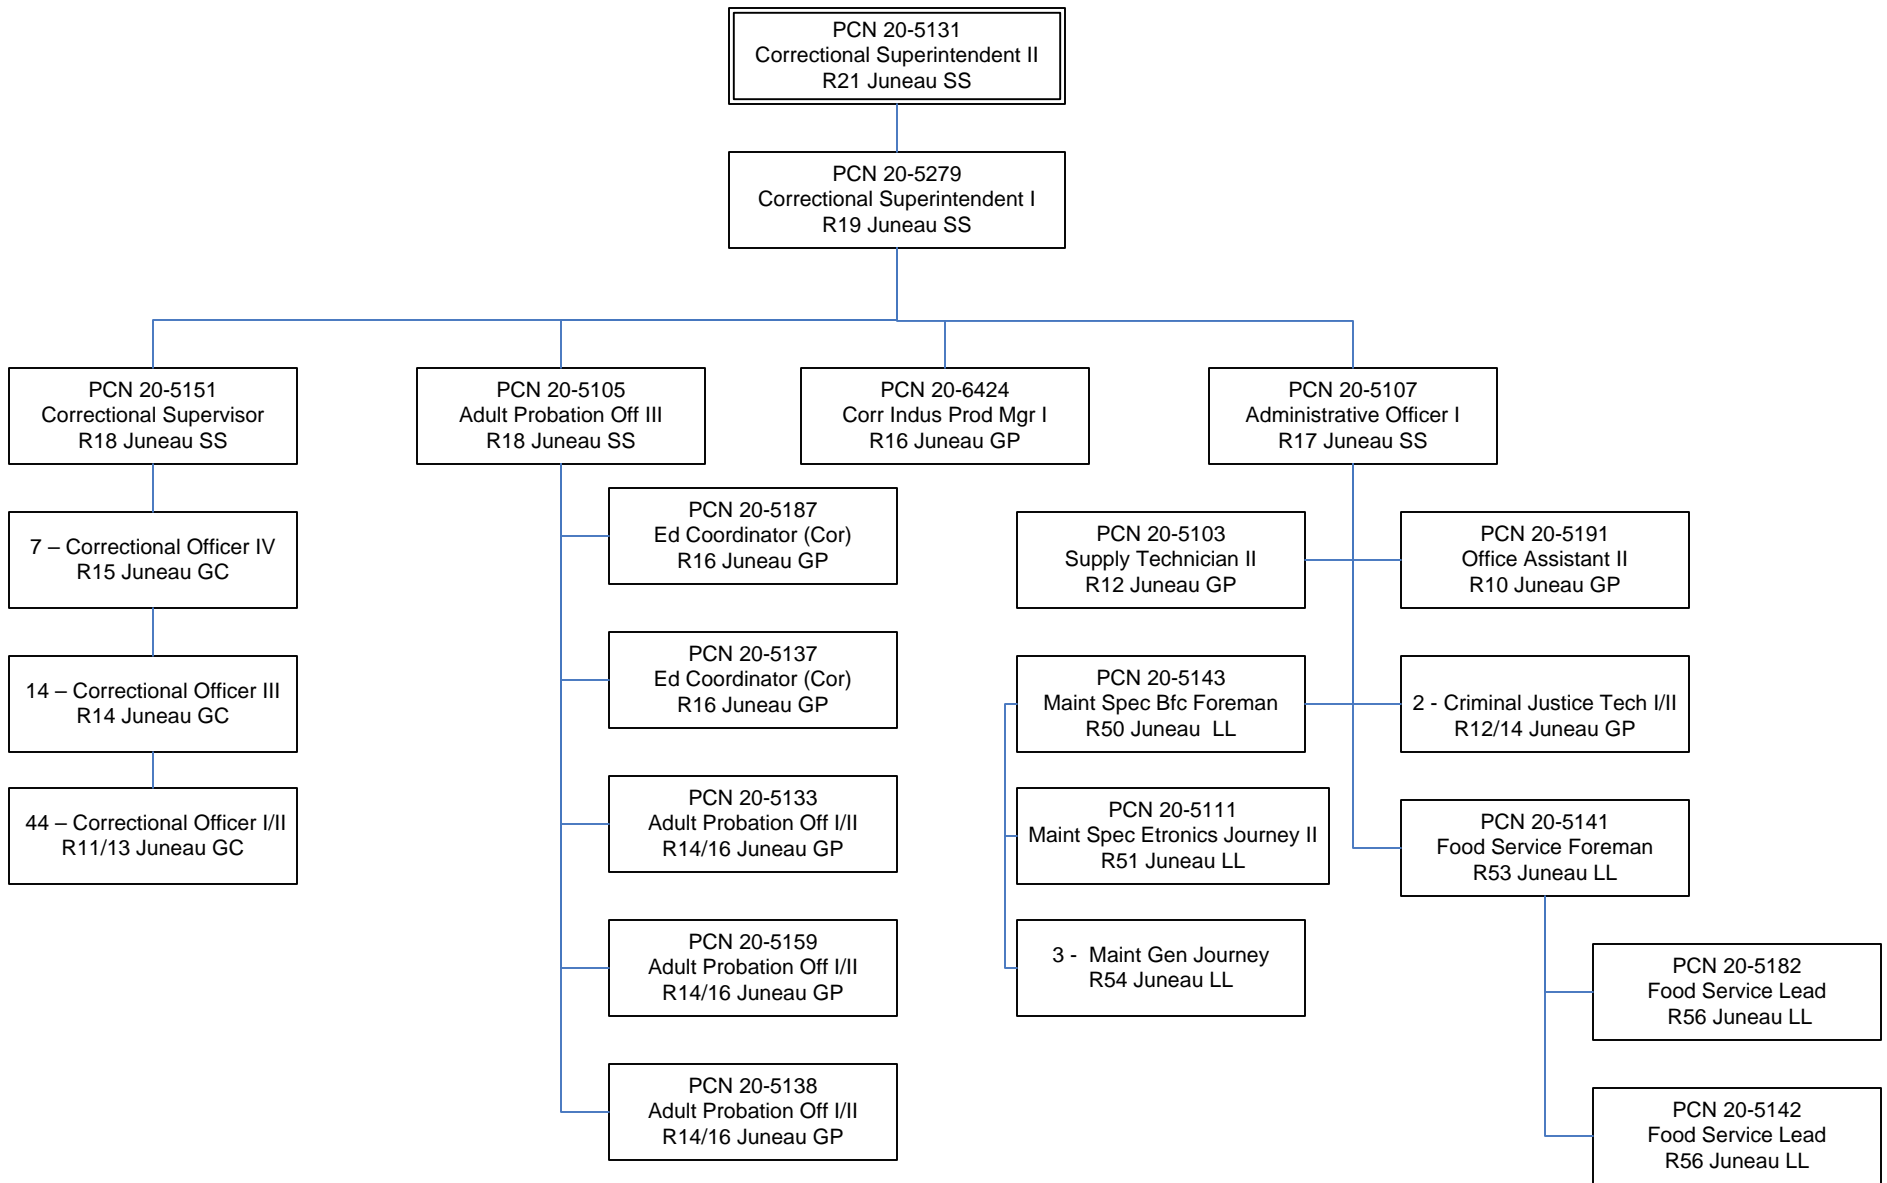 PCN 20-5131
Correctional Superintendent II
R21 Juneau SS
PCN 20-5279
Correctional Superintendent I
R19 Juneau SS
PCN 20-5151
Correctional Supervisor
R18 Juneau SS
PCN 20-5105
Adult Probation Off III
R18 Juneau SS
PCN 20-6424
Corr Indus Prod Mgr I
R16 Juneau GP
PCN 20-5107
Administrative Officer I
R17 Juneau SS
7 – Correctional Officer IV
R15 Juneau GC
14 – Correctional Officer III
R14 Juneau GC
44 – Correctional Officer I/II
R11/13 Juneau GC
PCN 20-5187
Ed Coordinator (Cor)
R16 Juneau GP
PCN 20-5137
Ed Coordinator (Cor)
R16 Juneau GP
PCN 20-5133
Adult Probation Off I/II
R14/16 Juneau GP
PCN 20-5159
Adult Probation Off I/II
R14/16 Juneau GP
PCN 20-5138
Adult Probation Off I/II
R14/16 Juneau GP
PCN 20-5103
Supply Technician II
R12 Juneau GP
PCN 20-5191
Office Assistant II
R10 Juneau GP
PCN 20-5143
Maint Spec Bfc Foreman
R50 Juneau  LL
2 - Criminal Justice Tech I/II
R12/14 Juneau GP
PCN 20-5111
Maint Spec Etronics Journey II
R51 Juneau LL
PCN 20-5141
Food Service Foreman
R53 Juneau LL
3 -  Maint Gen Journey
R54 Juneau LL
PCN 20-5182
Food Service Lead
R56 Juneau LL
PCN 20-5142
Food Service Lead
R56 Juneau LL